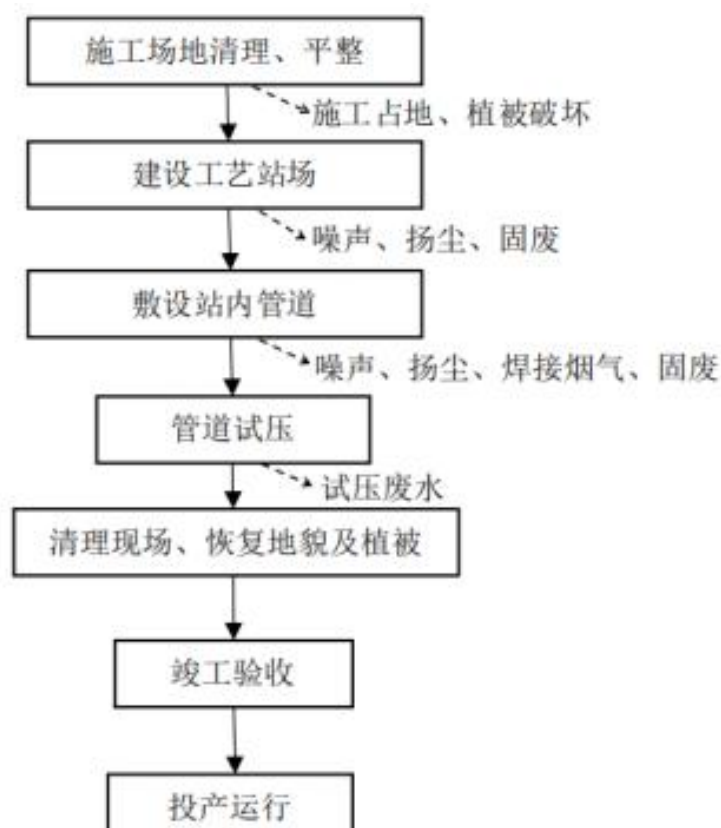 施工场地清理、平整
施工占地、植被破坏
建设工艺站场
噪声、扬尘、固废
敷设站内管道
噪声、扬尘、焊接烟气、固废
管道试压
试压废水
清理现场、恢复地貌及植被
竣工验收
投产运行